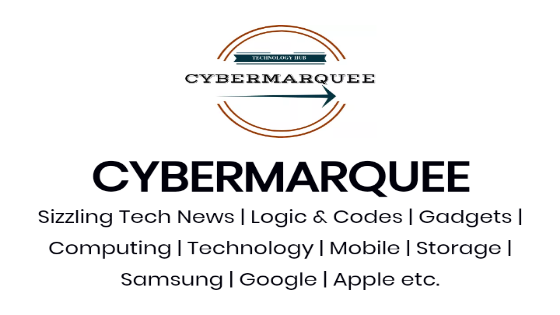 TECHNOLOGY HUB
CYBERMARQUEE
CYBERMARQUEE
Sizzling Tech News | Logic & Codes | Gadgets |
Computing | Technology | Mobile | Storage |
Samsung | Google | Apple etc.